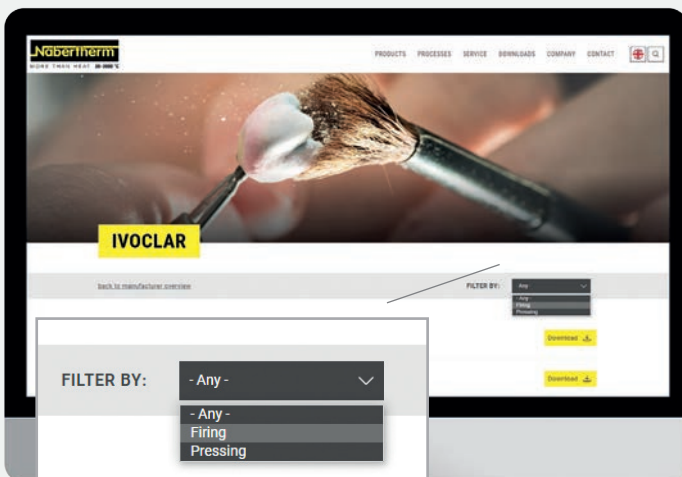 Nabertherm
MORE THAN HEAT 30-3000 °C
PRODUCTS PROCESSES SERVICE DOWNLOADS COMPANY CONTACT
IVOCLAR
back to manufacturer overview
FILTER BY: Any
- Any -
Firing
Pressing
Download
Download
FILTER BY: - Any -
- Any -
Firing
Pressing